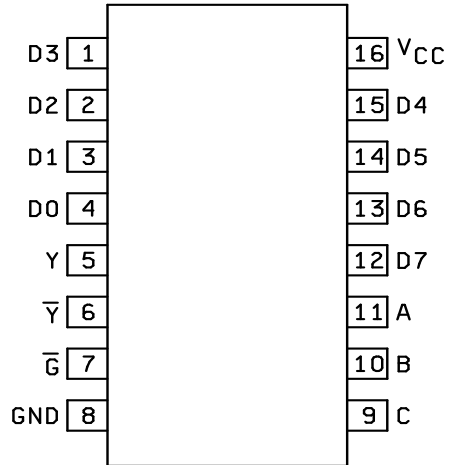 D3 1 16 VCC
D2 2 15 D4
D1 3 14 D5
D0 4 13 D6
Y 5 12 D7
Y̅ 6 11 A
G̅ 7 10 B
GND 8 9 C